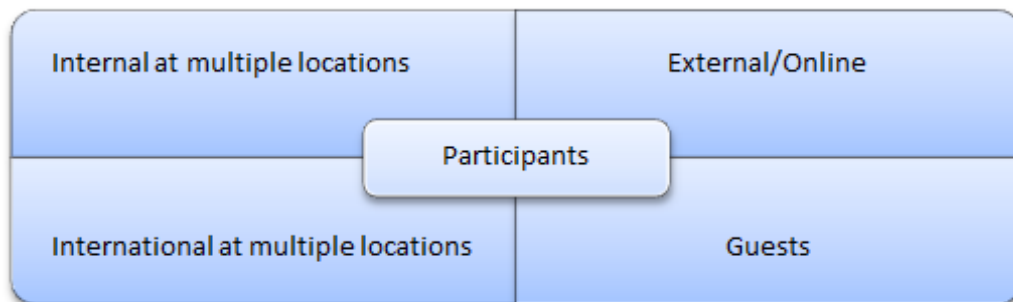 Internal at multiple locations
External/Online
Participants
International at multiple locations
Guests